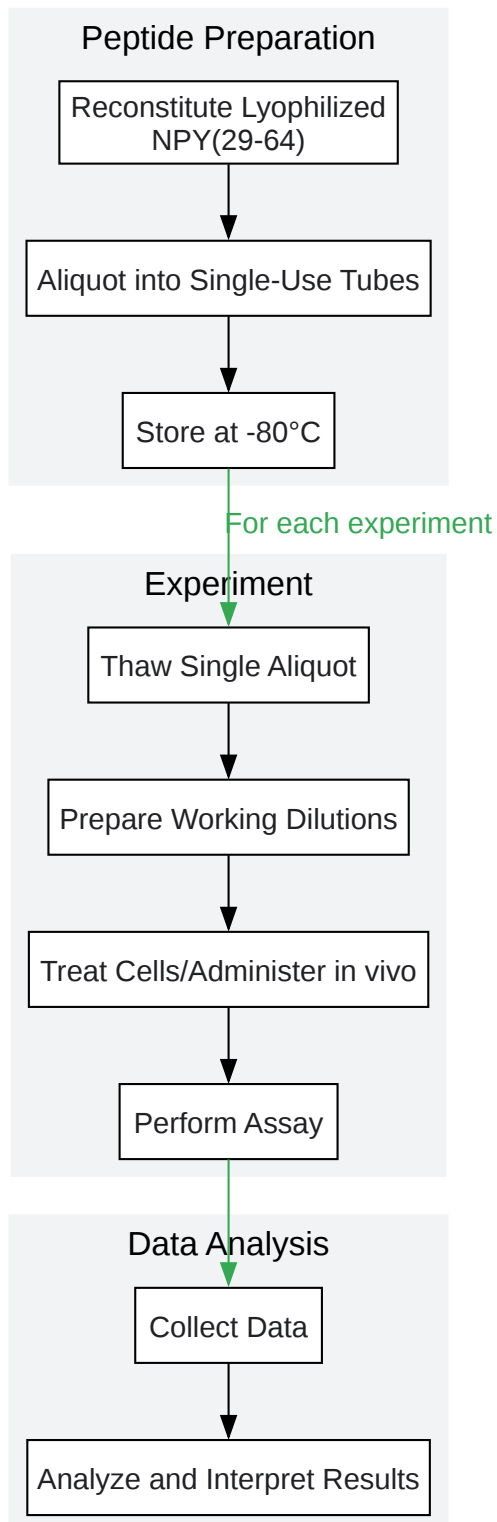 Peptide Preparation
Reconstitute Lyophilized
NPY(29-64)
Aliquot into Single-Use Tubes
Store at -80°C
For each experiment
Experiment
Thaw Single Aliquot
Prepare Working Dilutions
Treat Cells/Administer in vivo
Perform Assay
Data Analysis
Collect Data
Analyze and Interpret Results